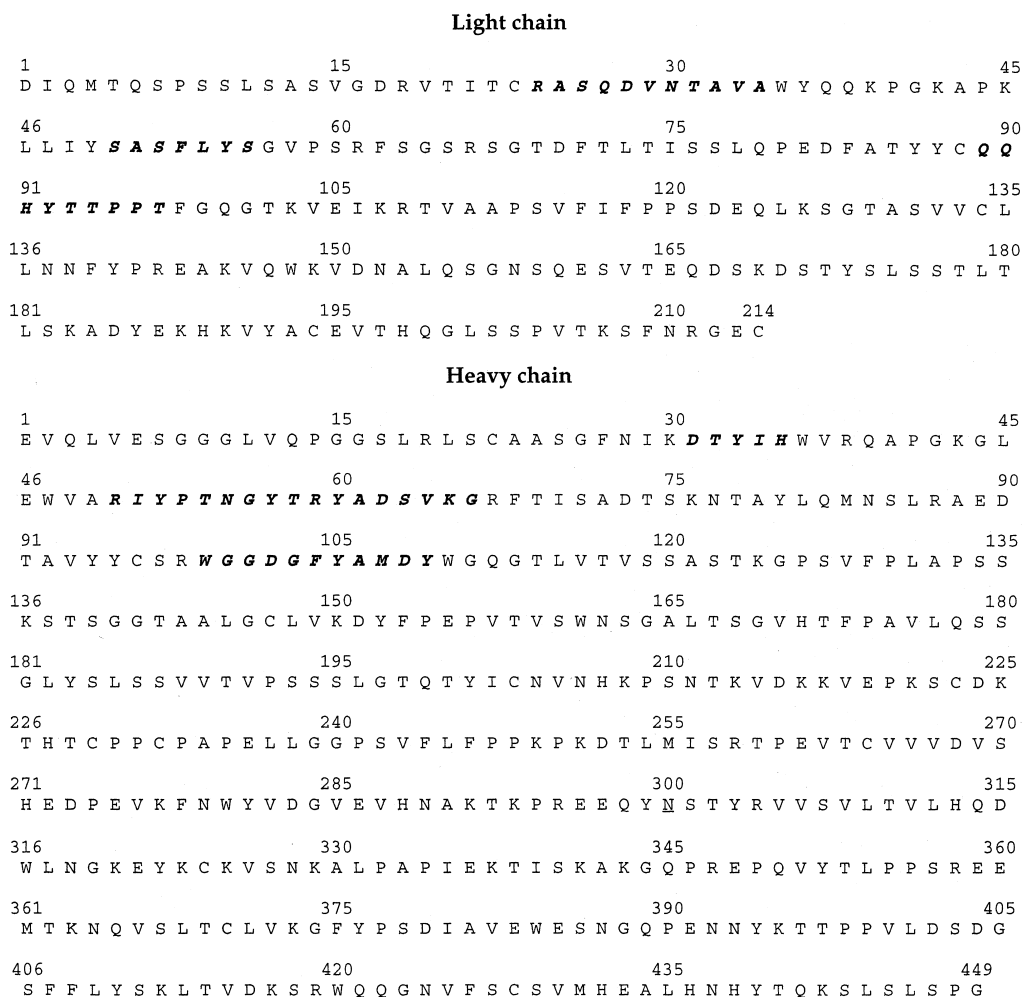 Light chain
1 15 30 45
D I Q M T Q S P S S L S A S V G D R V T I T C R A S Q D V N T A V A W Y Q Q K P G K A P K
46 60 75 90
L L I Y S A S F L Y S G V P S R F S G S R S G T D F T L T I S S L Q P E D F A T Y Y C Q Q
91 105 120 135
H Y T T P P T F G Q G T K V E I K R T V A A P S V F I F P P S D E Q L K S G T A S V V C L
136 150 165 180
L N N F Y P R E A K V Q W K V D N A L Q S G N S Q E S V T E Q D S K D S T Y S L S S T L T
181 195 210 214
L S K A D Y E K H K V Y A C E V T H Q G L S S P V T K S F N R G E C
Heavy chain
1 15 30 45
E V Q L V E S G G G L V Q P G G S L R L S C A A S G F N I K D T Y I H W V R Q A P G K G L
46 60 75 90
E W V A R I Y P T N G Y T R Y A D S V K G R F T I S A D T S K N T A Y L Q M N S L R A E D
91 105 120 135
T A V Y Y C S R W G G D G F Y A M D Y W G Q G T L V T V S S A S T K G P S V F P L A P S S
136 150 165 180
K S T S G G T A A L G C L V K D Y F P E P V T V S W N S G A L T S G V H T F P A V L Q S S
181 195 210 225
G L Y S L S S V V T V P S S S L G T Q T Y I C N V N H K P S N T K V D K K V E P K S C D K
226 240 255 270
T H T C P P C P A P E L L G G P S V F L F P P K P K D T L M I S R T P E V T C V V V D V S
271 285 300 315
H E D P E V K F N W Y V D G V E V H N A K T K P R E E Q Y N S T Y R V V S V L T V L H Q D
316 330 345 360
W L N G K E Y K C K V S N K A L P A P I E K T I S K A K G Q P R E P Q V Y T L P P S R E E
361 375 390 405
M T K N Q V S L T C L V K G F Y P S D I A V E W E S N G Q P E N N Y K T T P P V L D S D G
406 420 435 449
S F F L Y S K L T V D K S R W Q Q G N V F S C S V M H E A L H N H Y T Q K S L S L S P G